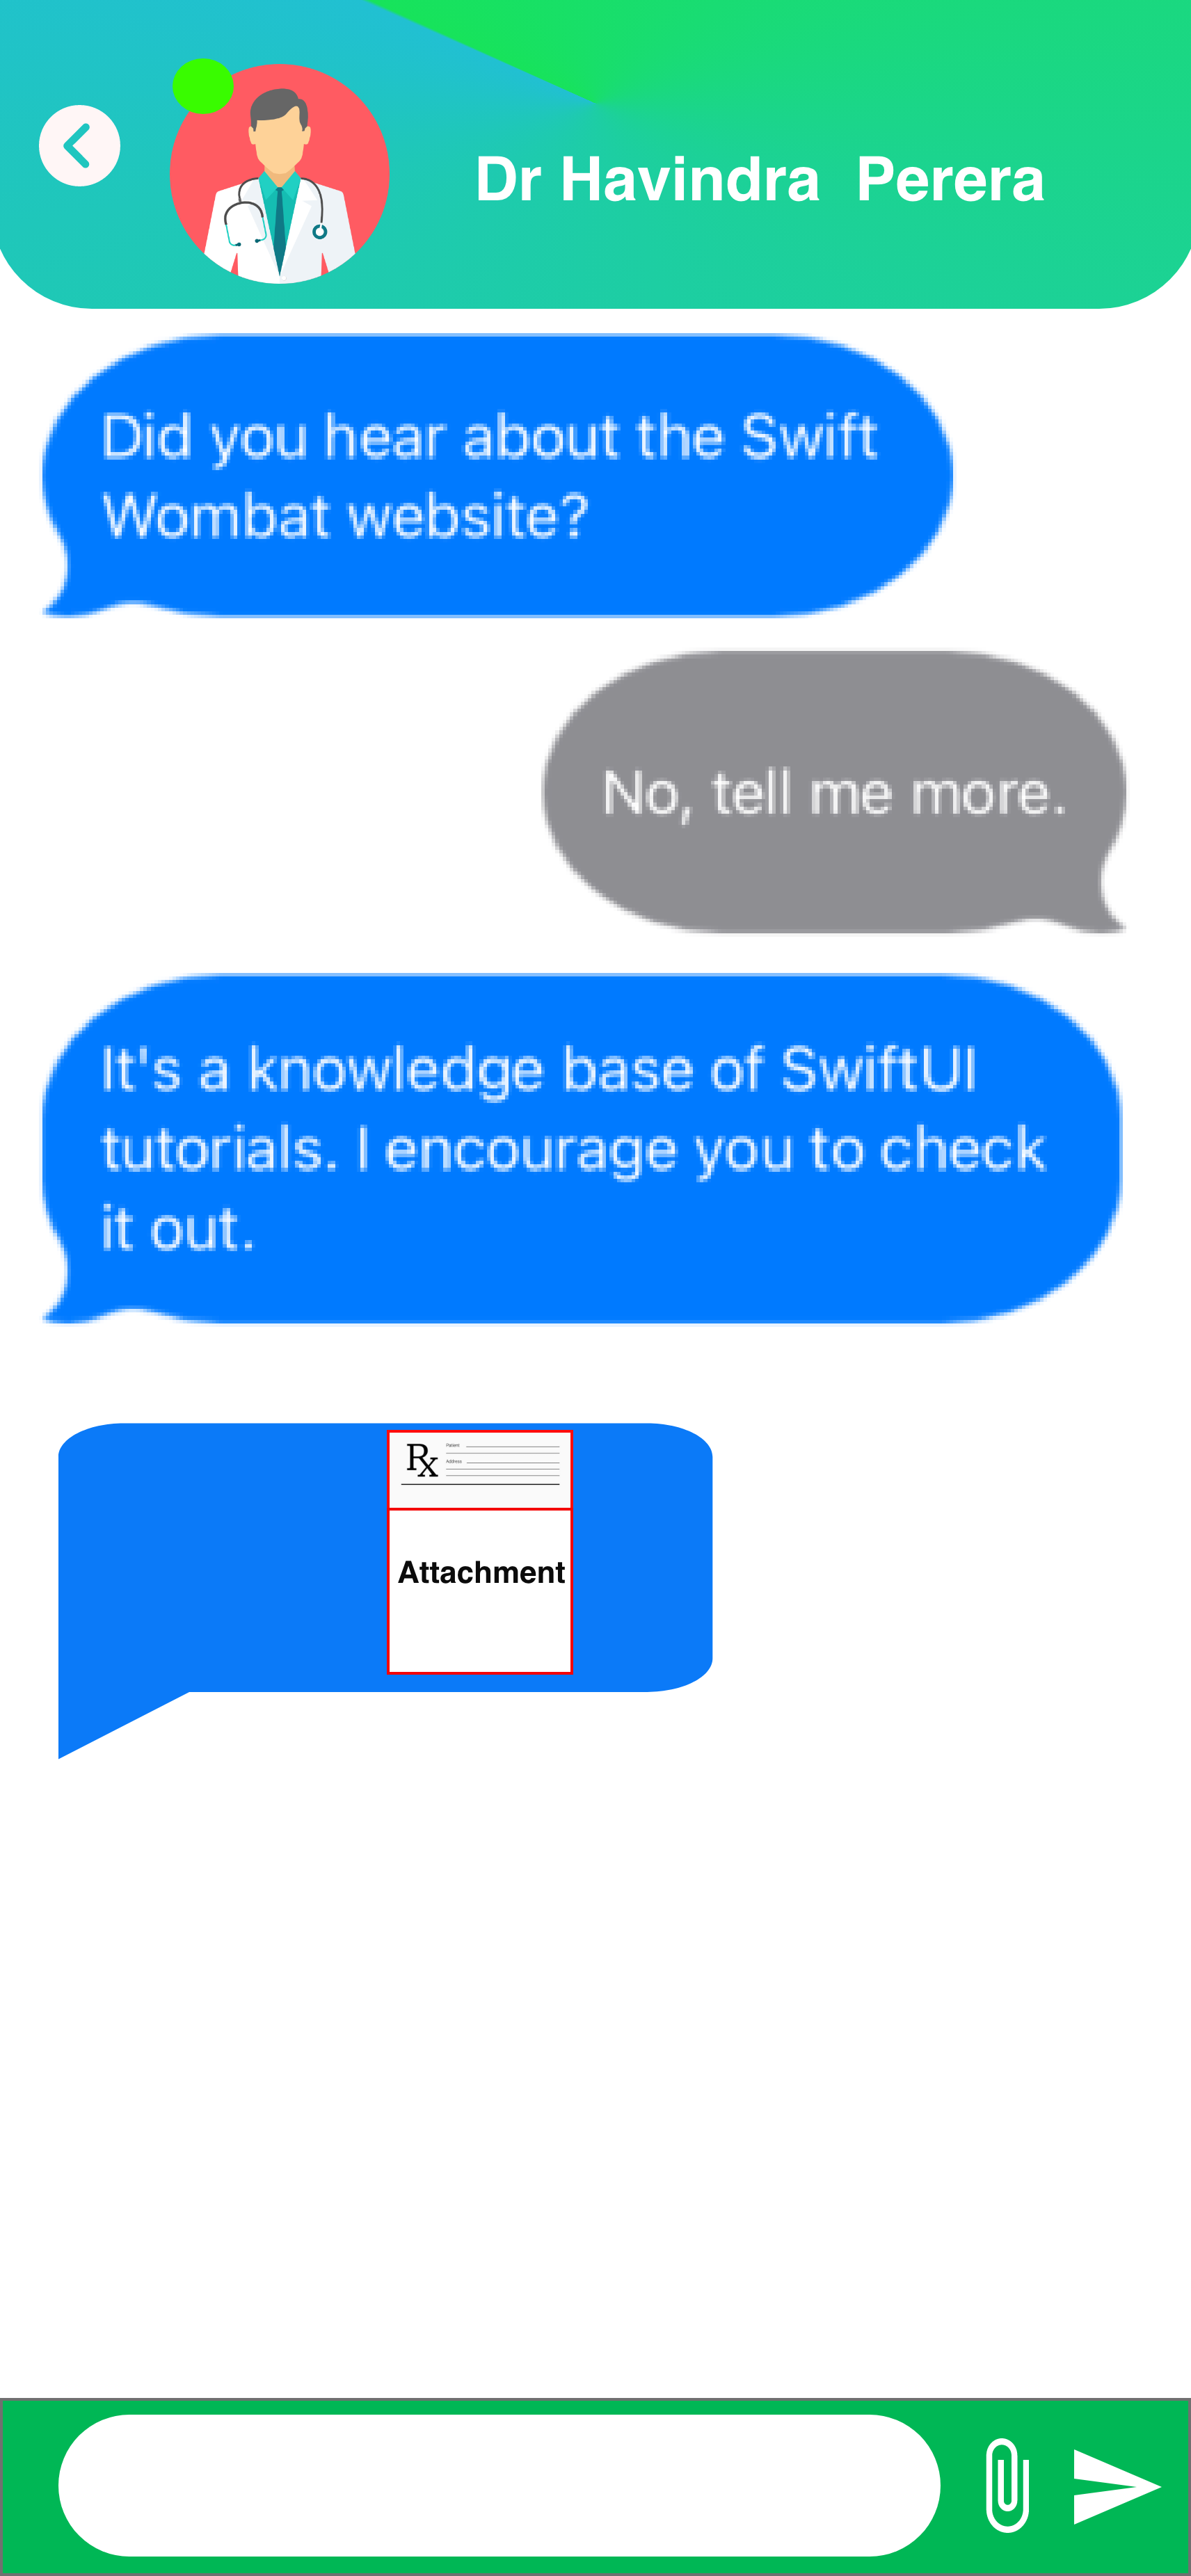 Dr Havindra Perera
Did you hear about the Swift
Wombat website?
No, tell me more.
It's a knowledge base of SwiftUI
tutorials. I encourage you to check
it out.
Rx
Patient
Address
Attachment